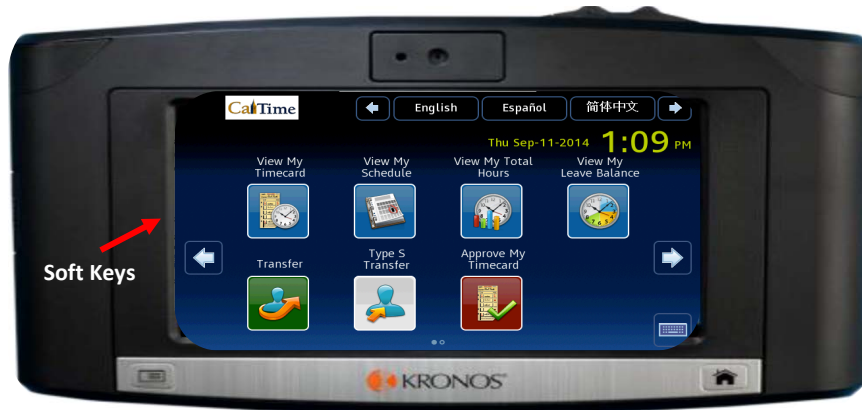 CalTime
English
Español
简体中文
Thu Sep-11-2014 1:09 PM
View My
Timecard
View My
Schedule
View My Total
Hours
View My
Leave Balance
Soft Keys
Transfer
Type S
Transfer
Approve My
Timecard
KRONOS